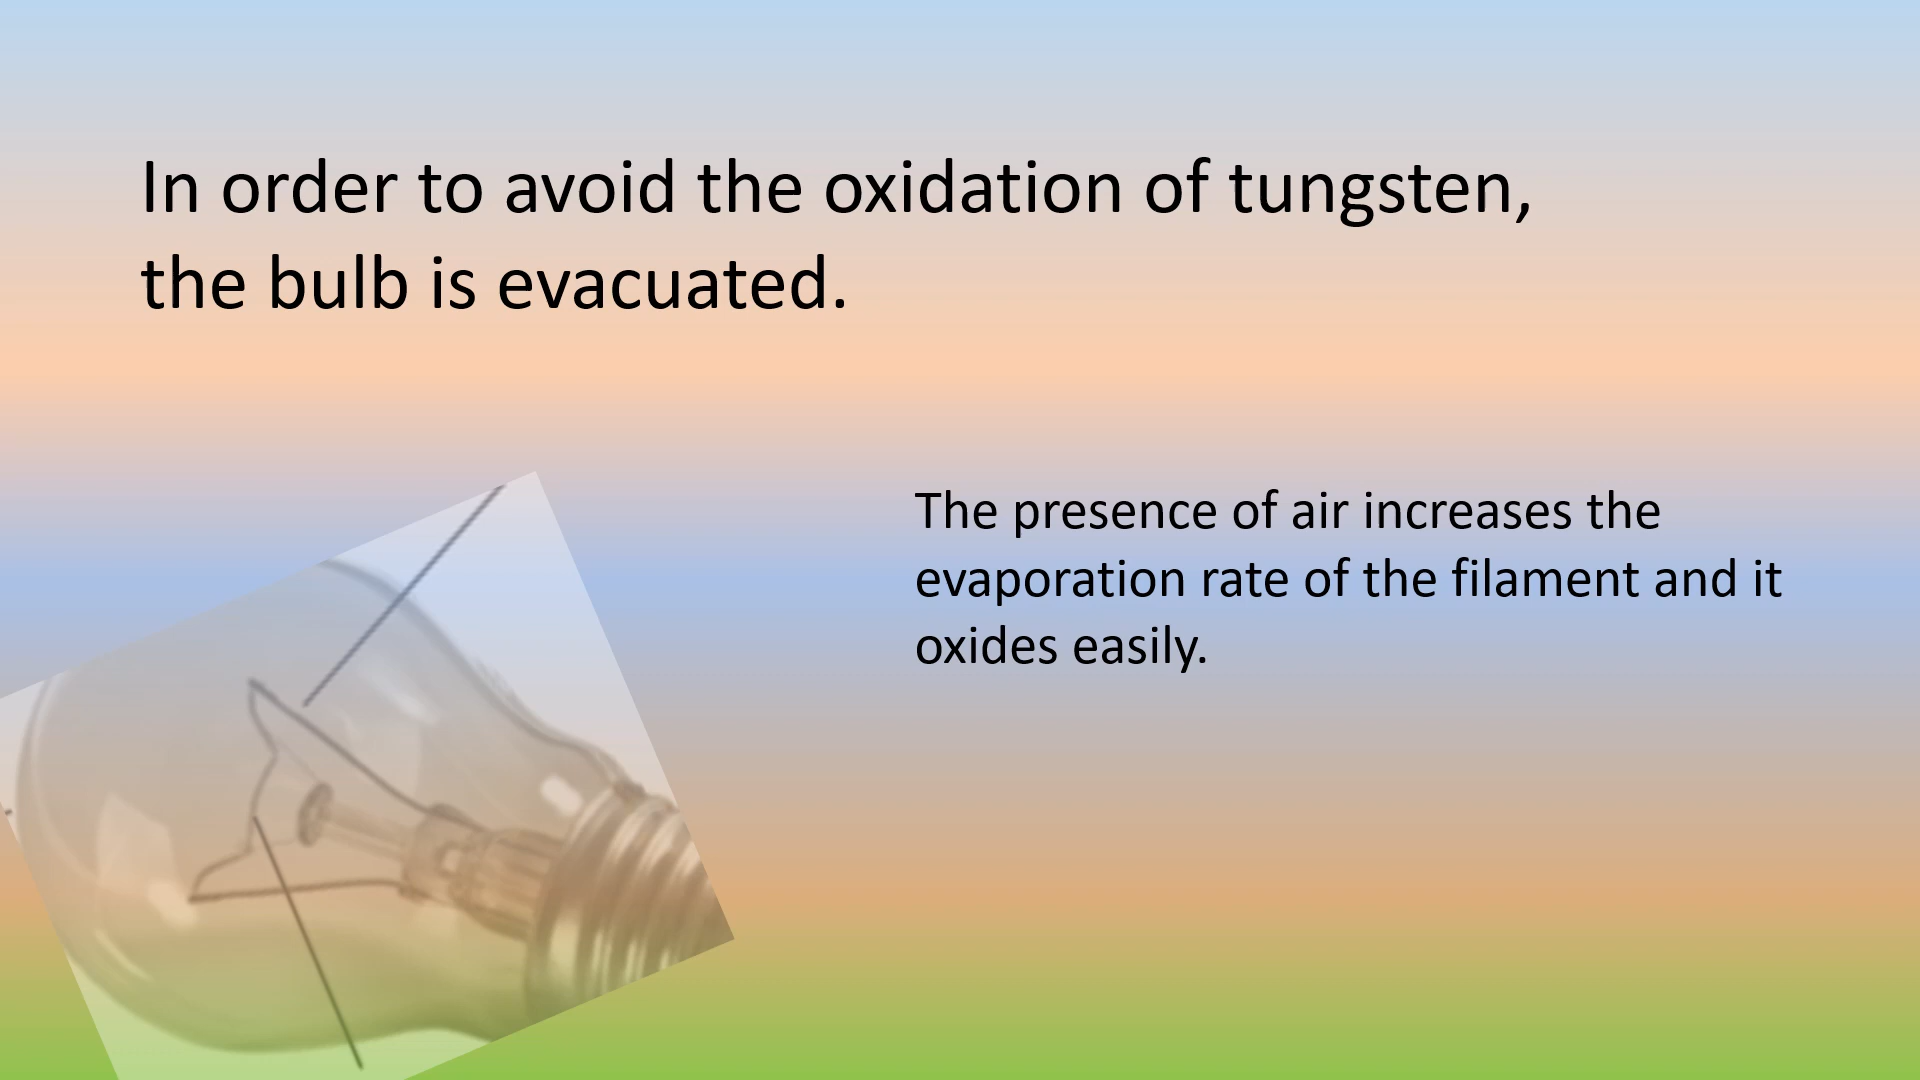 In order to avoid the oxidation of tungsten,
the bulb is evacuated.
The presence of air increases the
evaporation rate of the filament and it
oxides easily.